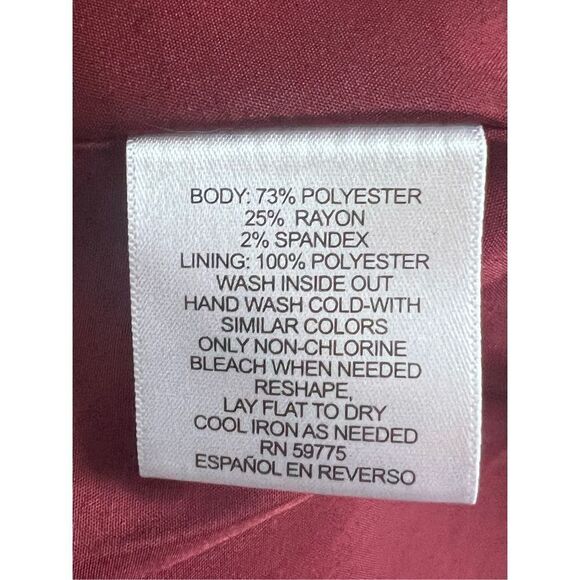 BODY: 73% POLYESTER
25% RAYON
2% SPANDEX
LINING: 100% POLYESTER
WASH INSIDE OUT
HAND WASH COLD-WITH
SIMILAR COLORS
ONLY NON-CHLORINE
BLEACH WHEN NEEDED
RESHAPE,
LAY FLAT TO DRY
COOL IRON AS NEEDED
RN 59775
ESPAÑOL EN REVERSO